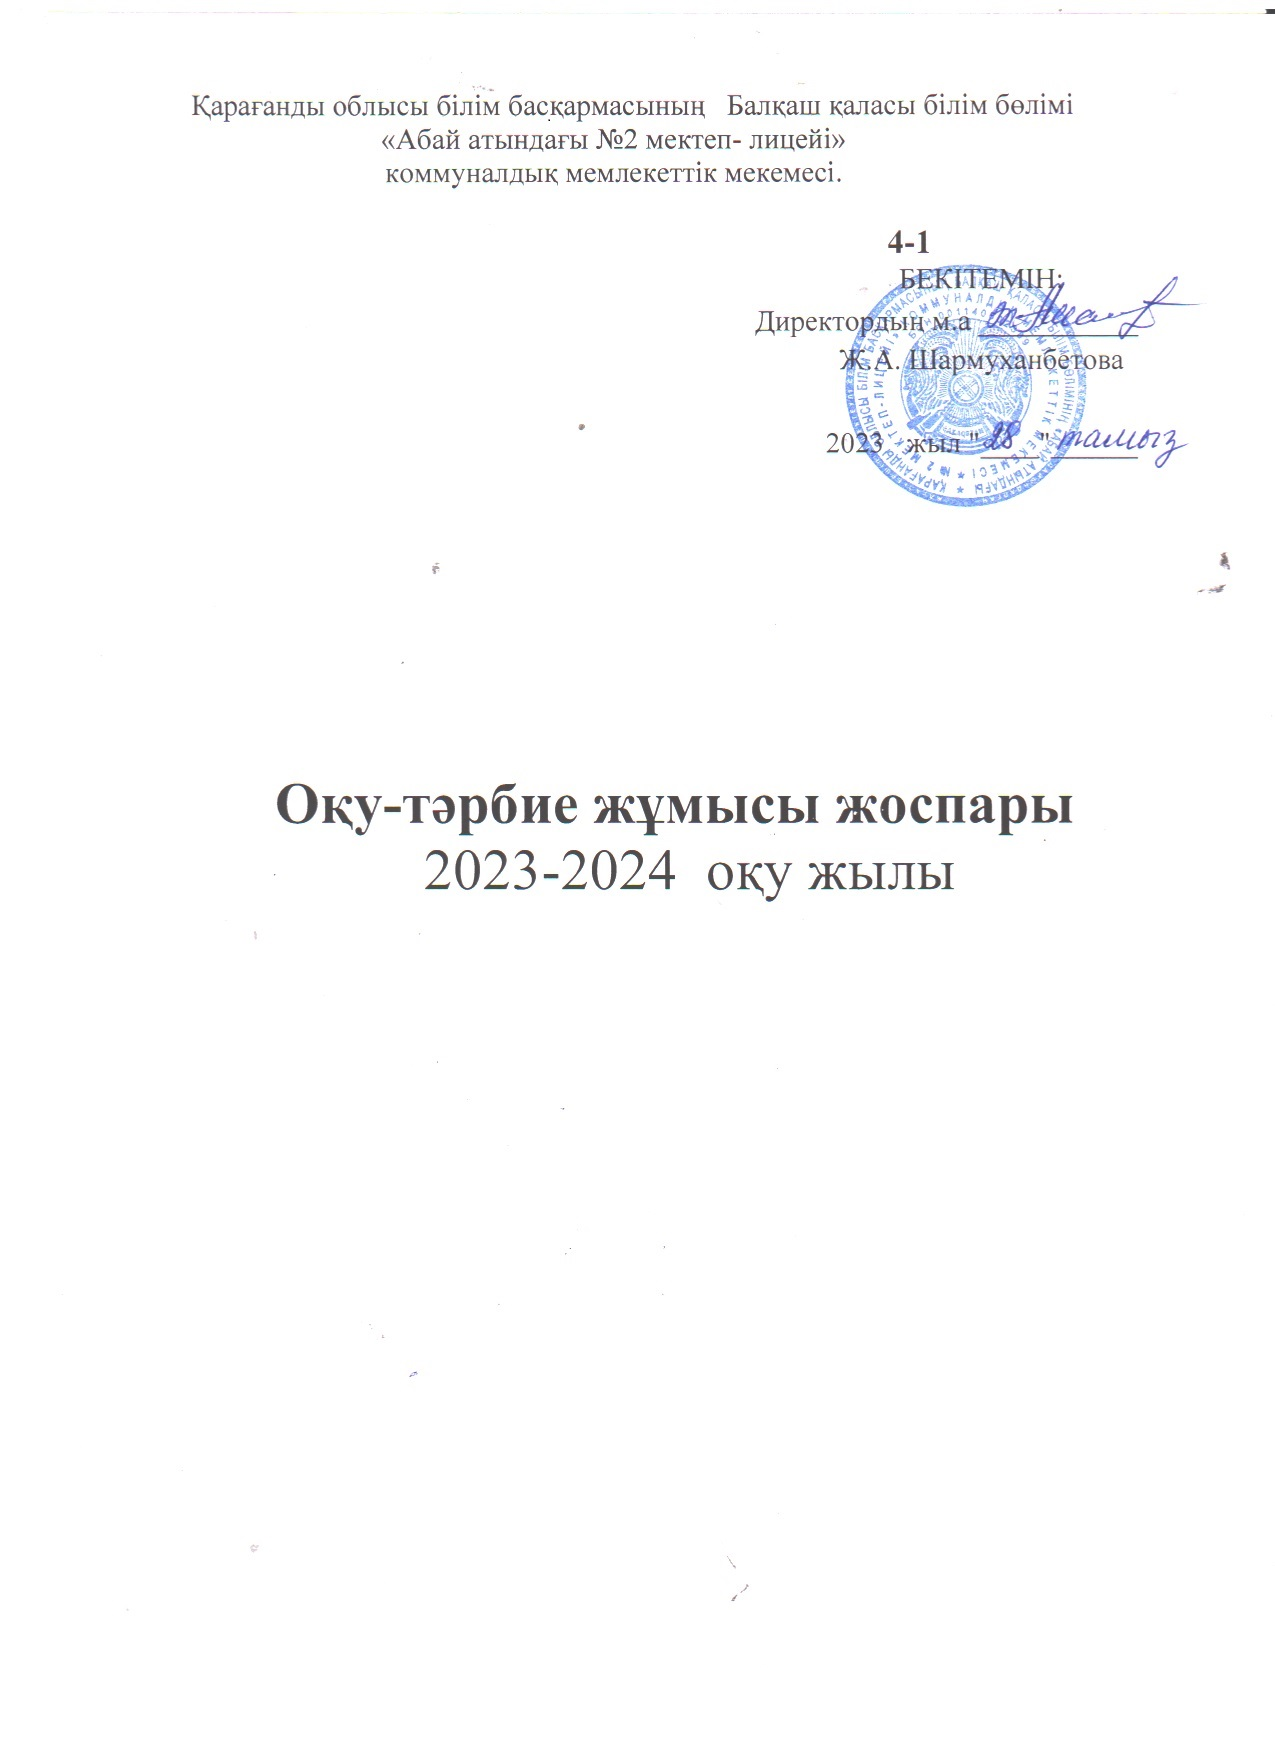 Қарағанды облысы білім басқармасының Балқаш қаласы білім бөлімі
«Абай атындағы №2 мектеп- лицейі»
коммуналдық мемлекеттік мекемесі.
4-1
БЕКІТЕМІН:
Директордың м.а ___________
Ж.А. Шармуханбетова
2023 жыл "28" тамыз
Оқу-тәрбие жұмысы жоспары
2023-2024 оқу жылы